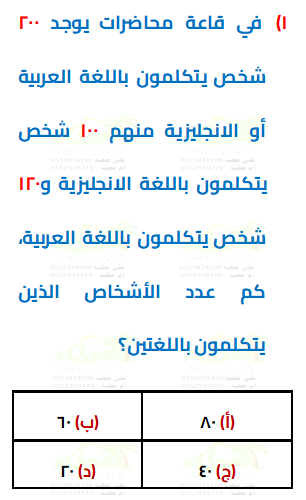 ١) في قاعة محاضرات يوجد ٢٠٠
شخص يتكلمون باللغة العربية
أو الانجليزية منهم ١٠٠ شخص
يتكلمون باللغة الانجليزية و١٢٠
شخص يتكلمون باللغة العربية،
كم عدد الأشخاص الذين
يتكلمون باللغتين؟
(أ) ٨٠ (ب) ٦٠
(ج) ٤٠ (د) ٢٠